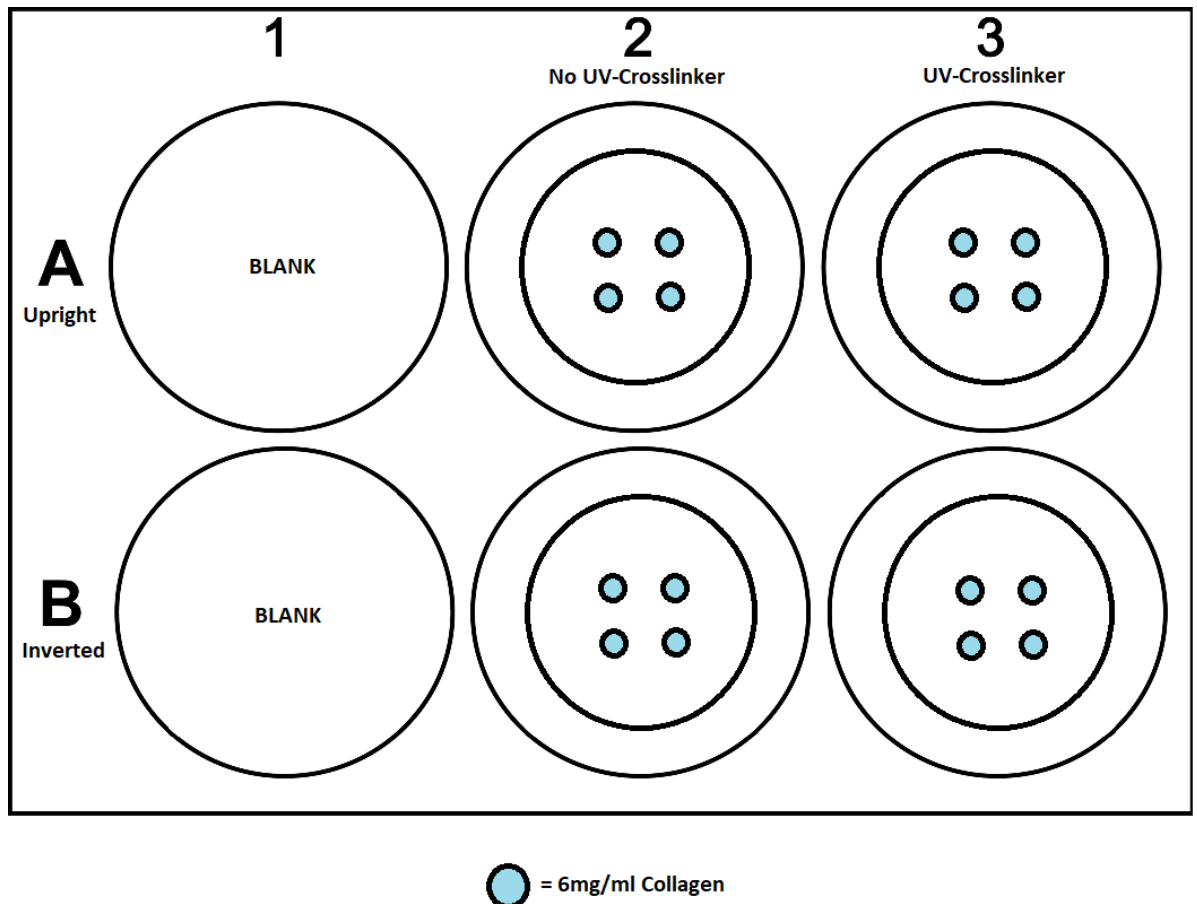 1
2
3
No UV-Crosslinker
UV-Crosslinker
A
Upright
BLANK
B
Inverted
BLANK
= 6mg/ml Collagen